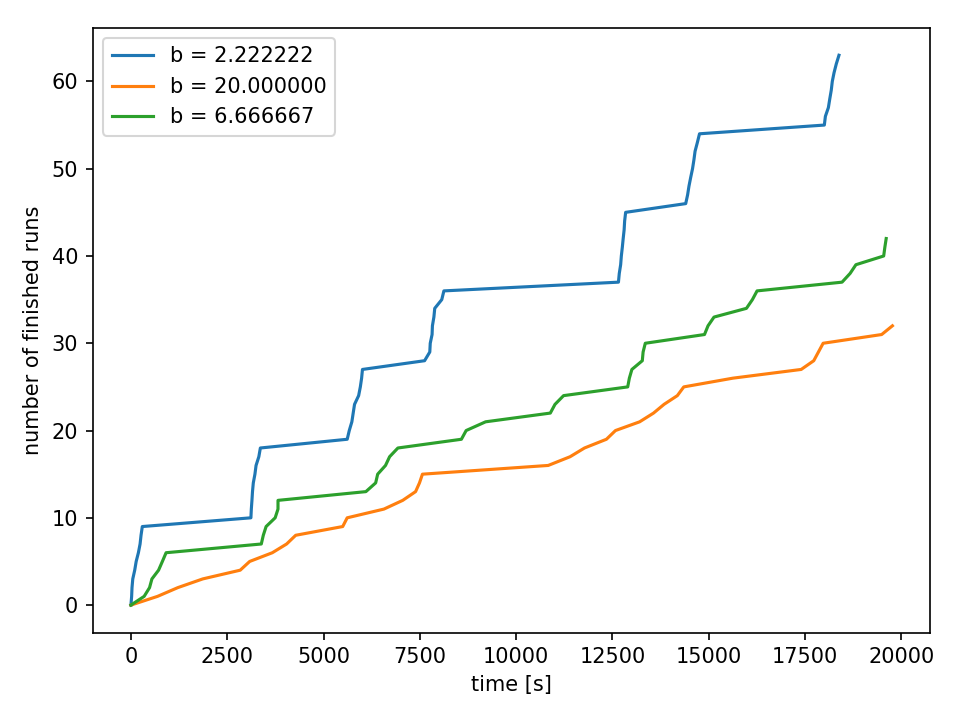 b = 2.222222
b = 20.000000
b = 6.666667
60
50
40
30
20
10
0
number of finished runs
0 2500 5000 7500 10000 12500 15000 17500 20000
time [s]